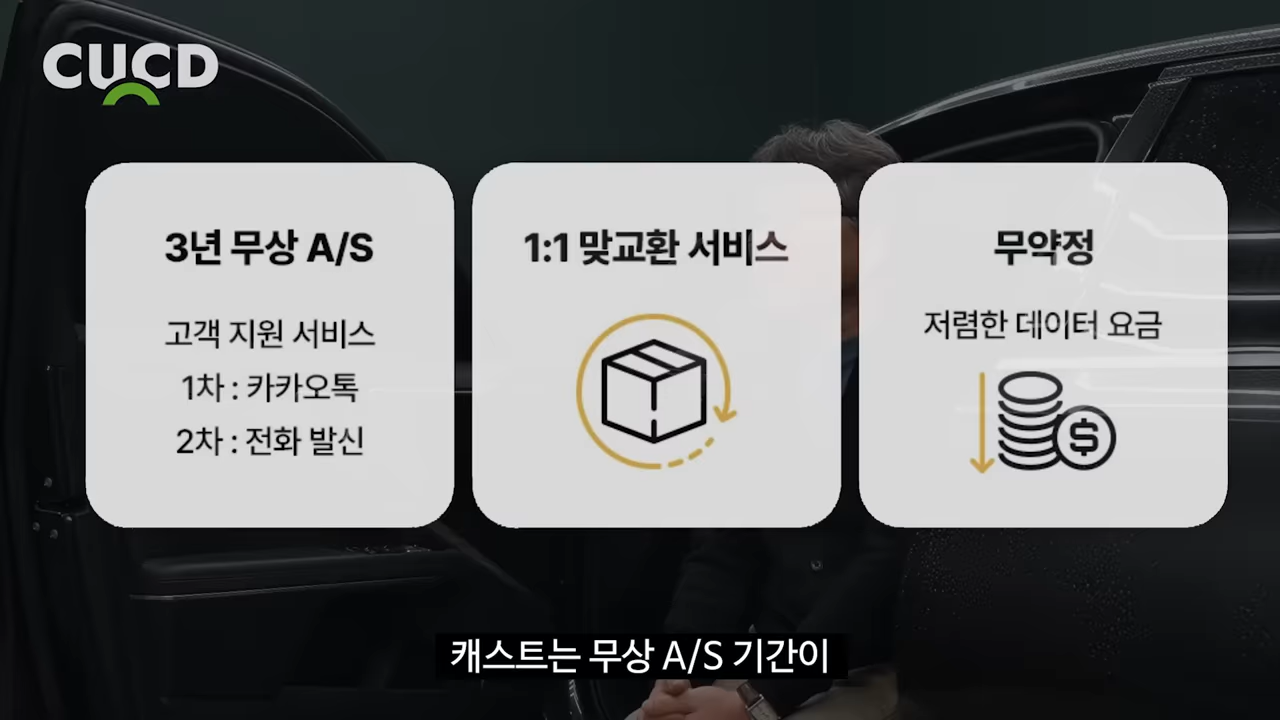 CUCD
3년 무상 A/S
고객 지원 서비스
1차 : 카카오톡
2차 : 전화 발신
1:1 맞교환 서비스
무약정
저렴한 데이터 요금
$
캐스트는 무상 A/S 기간이